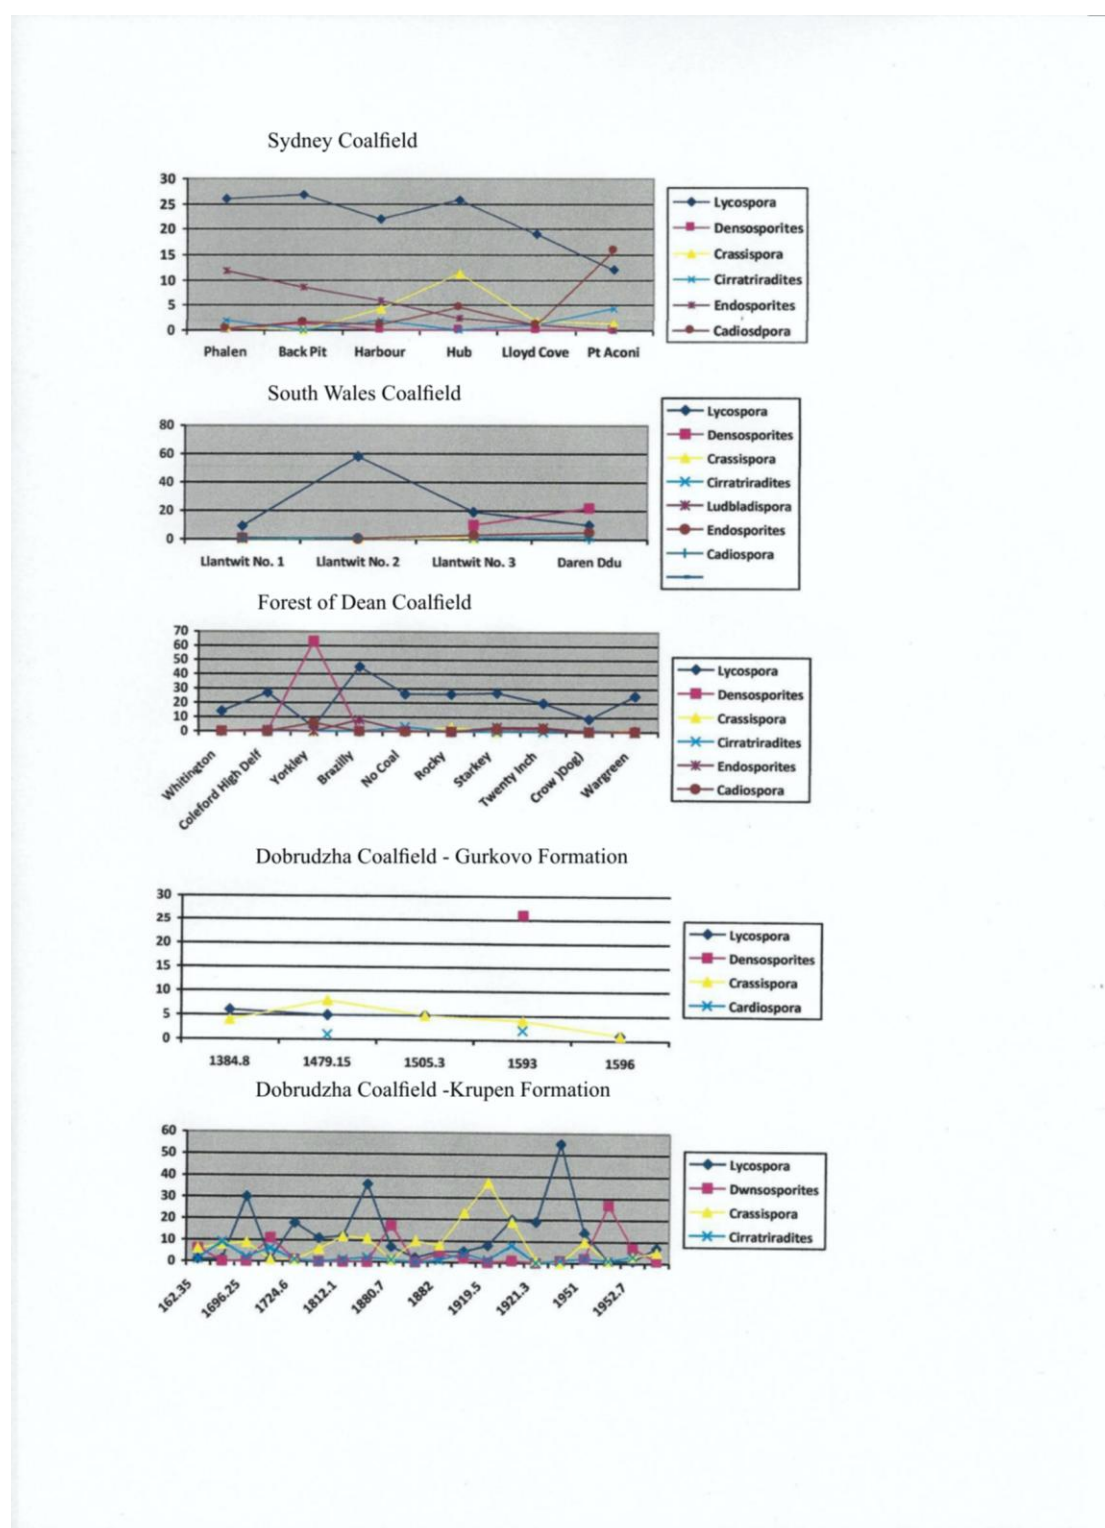 Sydney Coalfield
30
25
20
15
10
5
0
Phalen Back Pit Harbour Hub Lloyd Cove Pt Aconi
Lycospora
Densosporites
Crassispora
Cirratriradites
Endosporites
Cadiosdpora
South Wales Coalfield
80
60
40
20
0
Llantwit No. 1 Llantwit No. 2 Llantwit No. 3 Daren Ddu
Lycospora
Densosporites
Crassispora
Cirratriradites
Ludbladispora
Endosporites
Cadiospora
Forest of Dean Coalfield
70
60
50
40
30
20
10
0
Whitington Coleford High Delf Yorkley Brazilly No Coal Rocky Starkey Twenty Inch Crow )Dog) Wargreen
Lycospora
Densosporites
Crassispora
Cirratriradites
Endosporites
Cadiospora
Dobrudzha Coalfield - Gurkovo Formation
30
25
20
15
10
5
0
1384.8 1479.15 1505.3 1593 1596
Lycospora
Densosporites
Crassispora
Cardiospora
Dobrudzha Coalfield -Krupen Formation
60
50
40
30
20
10
0
162.35 1696.25 1724.6 1812.1 1880.7 1882 1919.5 1921.3 1951 1952.7
Lycospora
Dwnsosporites
Crassispora
Cirratriradites